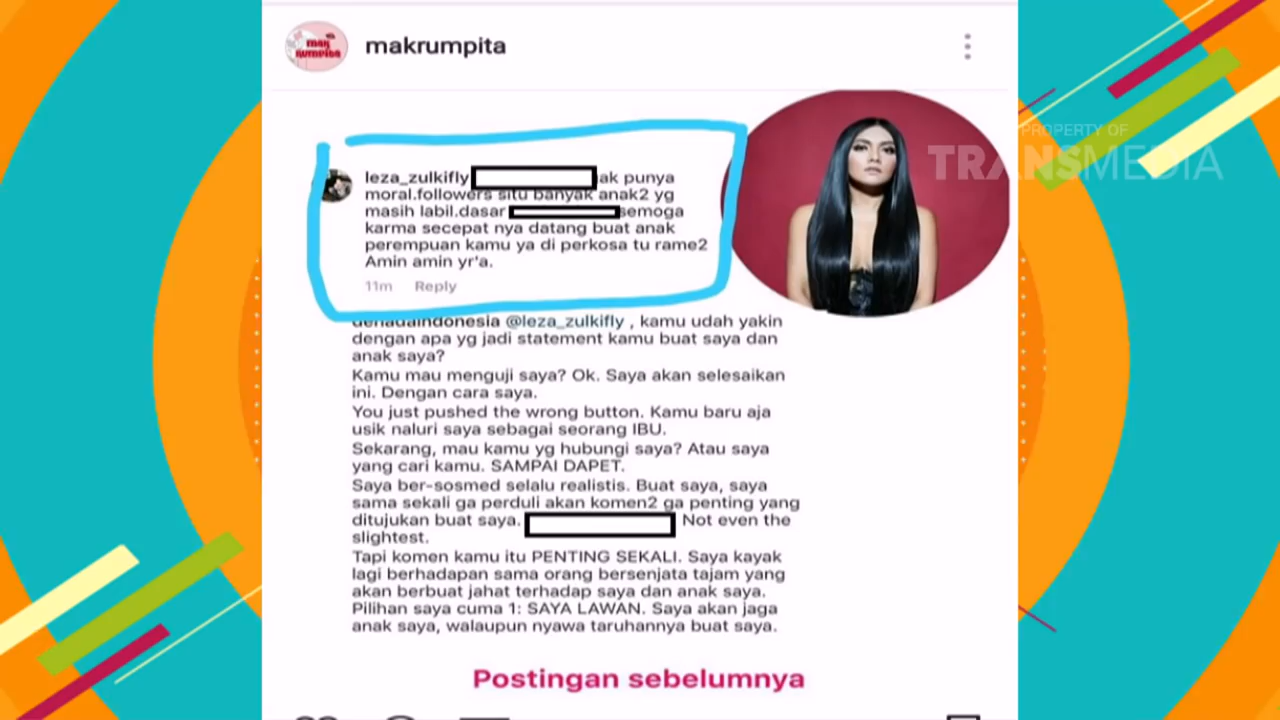 mak
rumpita
makrumpita
PROPERTY OF
TRANSMEDIA
leza_zulkifly ak punya
moral.followers situ banyak anak2 yg
masih labil.dasar semoga
karma secepat nya datang buat anak
perempuan kamu ya di perkosa tu rame2
Amin amin yr'a.
11m Reply
denadaindonesia @leza_zulkifly , kamu udah yakin
dengan apa yg jadi statement kamu buat saya dan
anak saya?
Kamu mau menguji saya? Ok. Saya akan selesaikan
ini. Dengan cara saya.
You just pushed the wrong button. Kamu baru aja
usik naluri saya sebagai seorang IBU.
Sekarang, mau kamu yg hubungi saya? Atau saya
yang cari kamu. SAMPAI DAPET.
Saya ber-sosmed selalu realistis. Buat saya, saya
sama sekali ga perduli akan komen2 ga penting yang
ditujukan buat saya. Not even the
slightest.
Tapi komen kamu itu PENTING SEKALI. Saya kayak
lagi berhadapan sama orang bersenjata tajam yang
akan berbuat jahat terhadap saya dan anak saya.
Pilihan saya cuma 1: SAYA LAWAN. Saya akan jaga
anak saya, walaupun nyawa taruhannya buat saya.
Postingan sebelumnya